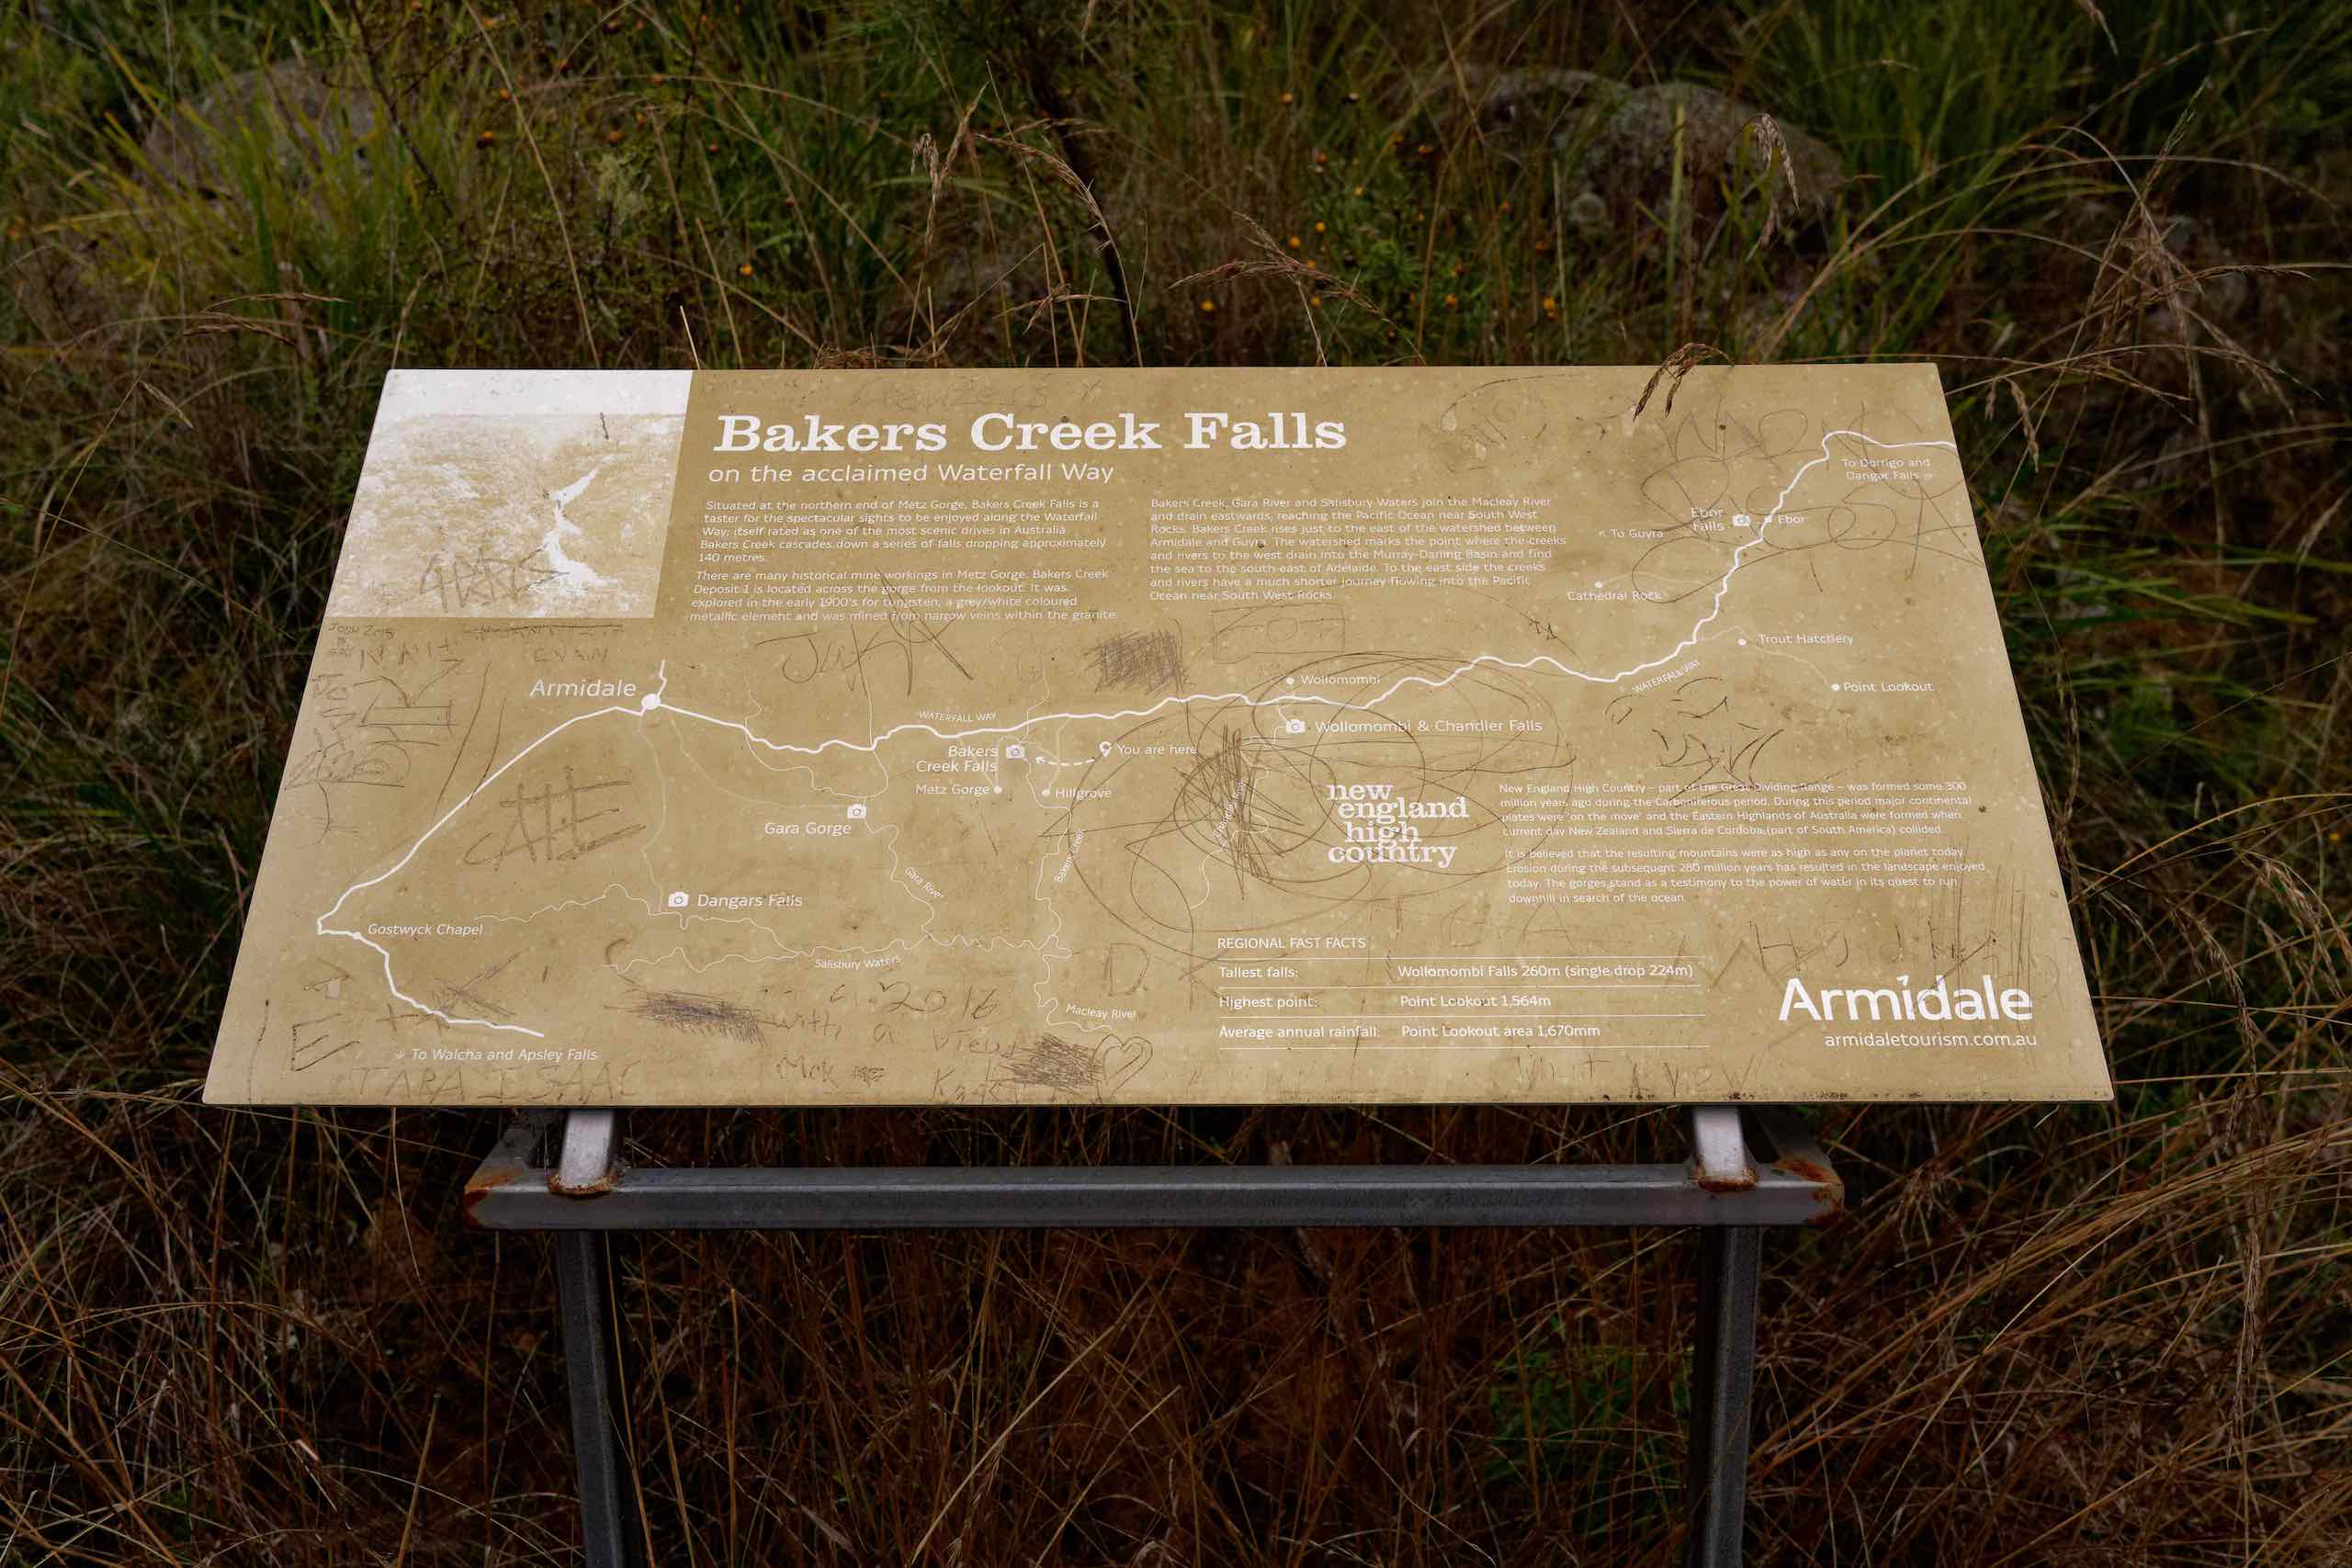 Bakers Creek Falls
on the acclaimed Waterfall Way
Situated at the northern end of Metz Gorge, Bakers Creek Falls is a
taster for the spectacular sights to be enjoyed along the Waterfall
Way; itself rated as one of the most scenic drives in Australia
Bakers Creek cascades down a series of falls dropping approximately
140 metres.
There are many historical mine workings in Metz Gorge. Bakers Creek
Deposit 1 is located across the gorge from the lookout. It was
explored in the early 1900's for tungsten, a grey/white coloured
metallic element and was mined from narrow veins within the granite.
Bakers Creek, Gara River and Salisbury Waters join the Macleay River
and drain eastwards, reaching the Pacific Ocean near South West
Rocks. Bakers Creek rises just to the east of the watershed between
Armidale and Guyra. The watershed marks the point where the creeks
and rivers to the west drain into the Murray-Darling Basin and find
the sea to the south-east of Adelaide. To the east side the creeks
and rivers have a much shorter journey flowing into the Pacific
Ocean near South West Rocks
To Dorrigo and
Dangar Falls →
Ebor
Falls
Ebor
To Guyra
Cathedral Rock
Trout Hatchery
Point Lookout
WATERFALL WAY
Armidale
WATERFALL WAY
Wollomombi
Wollomombi & Chandler Falls
Bakers
Creek Falls
You are here
Metz Gorge
Hillgrove
Gara Gorge
Gara River
Bakers Creek
Dangars Falls
Gostwyck Chapel
Salisbury Waters
Macleay River
To Walcha and Apsley Falls
new
england
high
country
New England High Country - part of the Great Dividing Range - was formed some 300
million years ago during the Carboniferous period. During this period major continental
plates were 'on the move' and the Eastern Highlands of Australia were formed when
current day New Zealand and Sierra de Cordoba (part of South America) collided.
It is believed that the resulting mountains were as high as any on the planet today.
Erosion during the subsequent 280 million years has resulted in the landscape enjoyed
today. The gorges stand as a testimony to the power of water in its quest to run
downhill in search of the ocean.
REGIONAL FAST FACTS
Tallest falls: Wollomombi Falls 260m (single drop 224m)
Highest point: Point Lookout 1,564m
Average annual rainfall: Point Lookout area 1,670mm
Armidale
armidaletourism.com.au
EVAN
2016
with a
TARA ISAAC